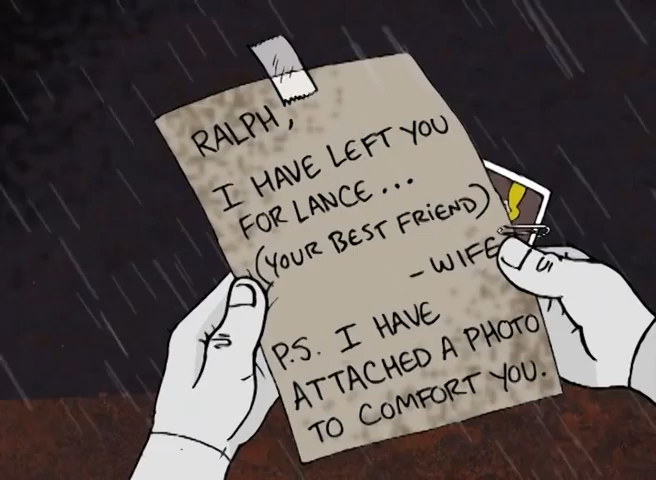 RALPH,
I HAVE LEFT YOU
FOR LANCE...
(YOUR BEST FRIEND)
- WIFE
P.S. I HAVE
ATTACHED A PHOTO
TO COMFORT YOU.